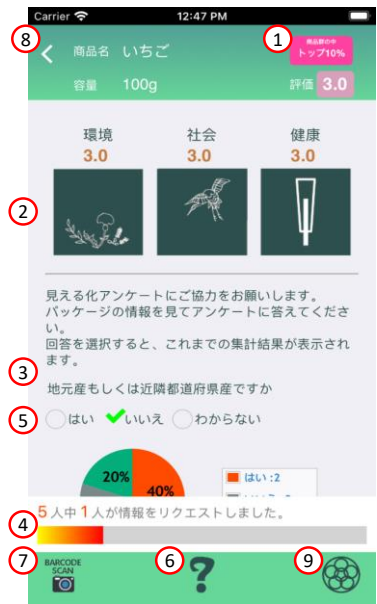 Carrier 12:47 PM
8 1
商品名 いちご
商品群の中
トップ10%
容量 100g
評価 3.0
環境 社会 健康
3.0 3.0 3.0
2
見える化アンケートにご協力をお願いします。
パッケージの情報を見てアンケートに答えてくださ
い。
回答を選択すると、これまでの集計結果が表示され
ます。
3
地元産もしくは近隣都道府県産ですか
5 はい いいえ わからない
20%
40%
はい :2
5人中1人が情報をリクエストしました。
4
7 6 9
BARCODE
SCAN
?